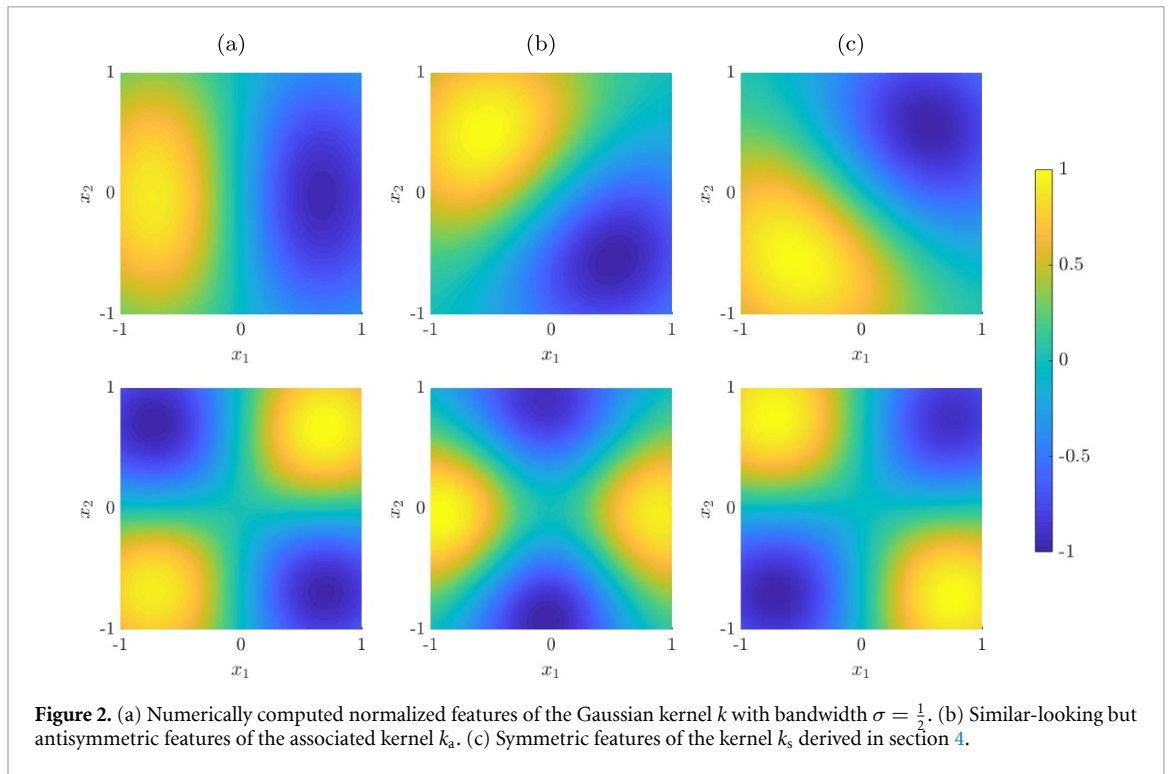 (a) (b) (c)
1 1 1
x₂ 0 x₂ 0 x₂ 0
-1 -1 -1
-1 0 1 -1 0 1 -1 0 1
x₁ x₁ x₁
1 1 1
x₂ 0 x₂ 0 x₂ 0
-1 -1 -1
-1 0 1 -1 0 1 -1 0 1
x₁ x₁ x₁
1
0.5
0
-0.5
-1
Figure 2. (a) Numerically computed normalized features of the Gaussian kernel k with bandwidth σ = 1/2. (b) Similar-looking but
antisymmetric features of the associated kernel kₐ. (c) Symmetric features of the kernel kₛ derived in section 4.